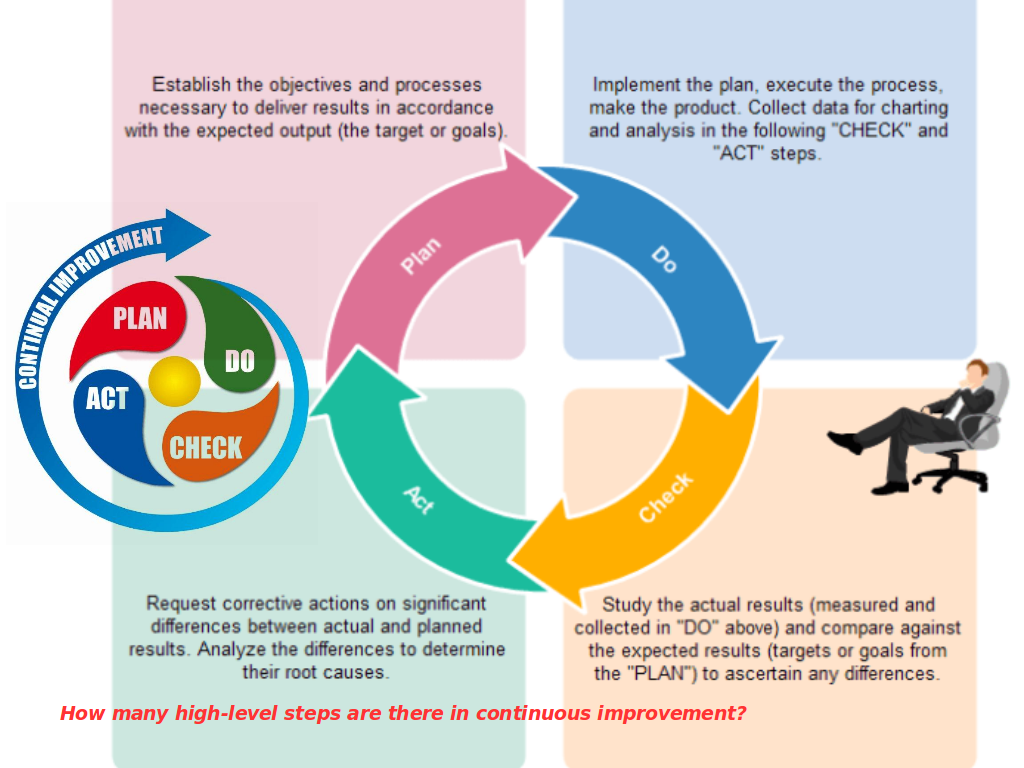 Establish the objectives and processes
necessary to deliver results in accordance
with the expected output (the target or goals).
Implement the plan, execute the process,
make the product. Collect data for charting
and analysis in the following "CHECK" and
"ACT" steps.
CONTINUAL IMPROVEMENT
PLAN
DO
ACT
CHECK
Plan
Do
Act
Check
Request corrective actions on significant
differences between actual and planned
results. Analyze the differences to determine
their root causes.
Study the actual results (measured and
collected in "DO" above) and compare against
the expected results (targets or goals from
the "PLAN") to ascertain any differences.
How many high-level steps are there in continuous improvement?